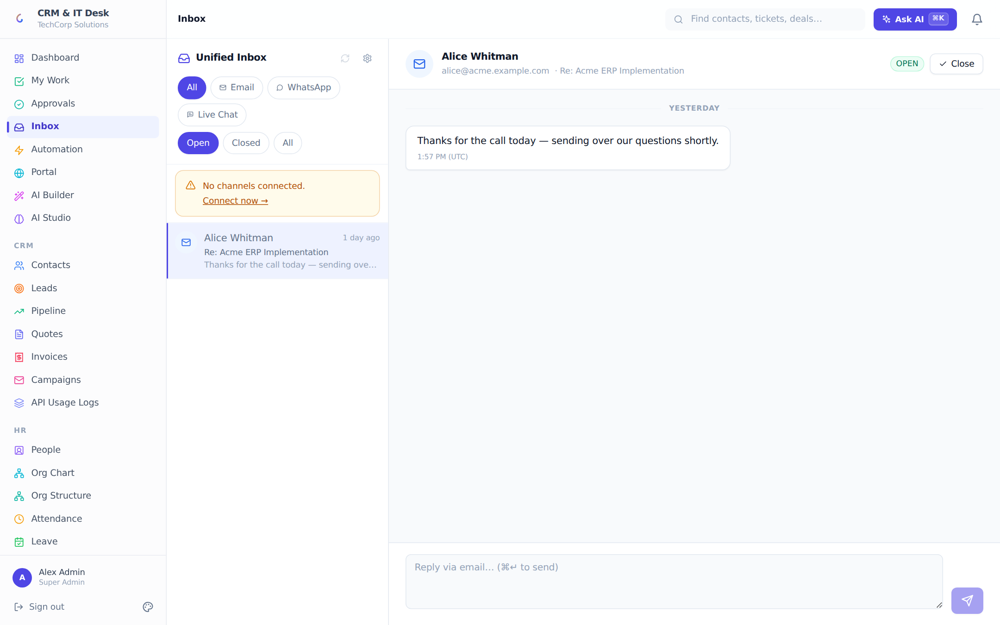 CRM & IT Desk
TechCorp Solutions
Dashboard
My Work
Approvals
Inbox
Automation
Portal
AI Builder
AI Studio
CRM
Contacts
Leads
Pipeline
Quotes
Invoices
Campaigns
API Usage Logs
HR
People
Org Chart
Org Structure
Attendance
Leave
A
Alex Admin
Super Admin
Sign out
Inbox
Find contacts, tickets, deals...
Ask AI ⌘K
Unified Inbox
All
Email
WhatsApp
Live Chat
Open
Closed
All
No channels connected.
Connect now →
Alice Whitman
1 day ago
Re: Acme ERP Implementation
Thanks for the call today — sending ove...
Alice Whitman
alice@acme.example.com · Re: Acme ERP Implementation
OPEN
Close
YESTERDAY
Thanks for the call today — sending over our questions shortly.
1:57 PM (UTC)
Reply via email... (⌘↵ to send)